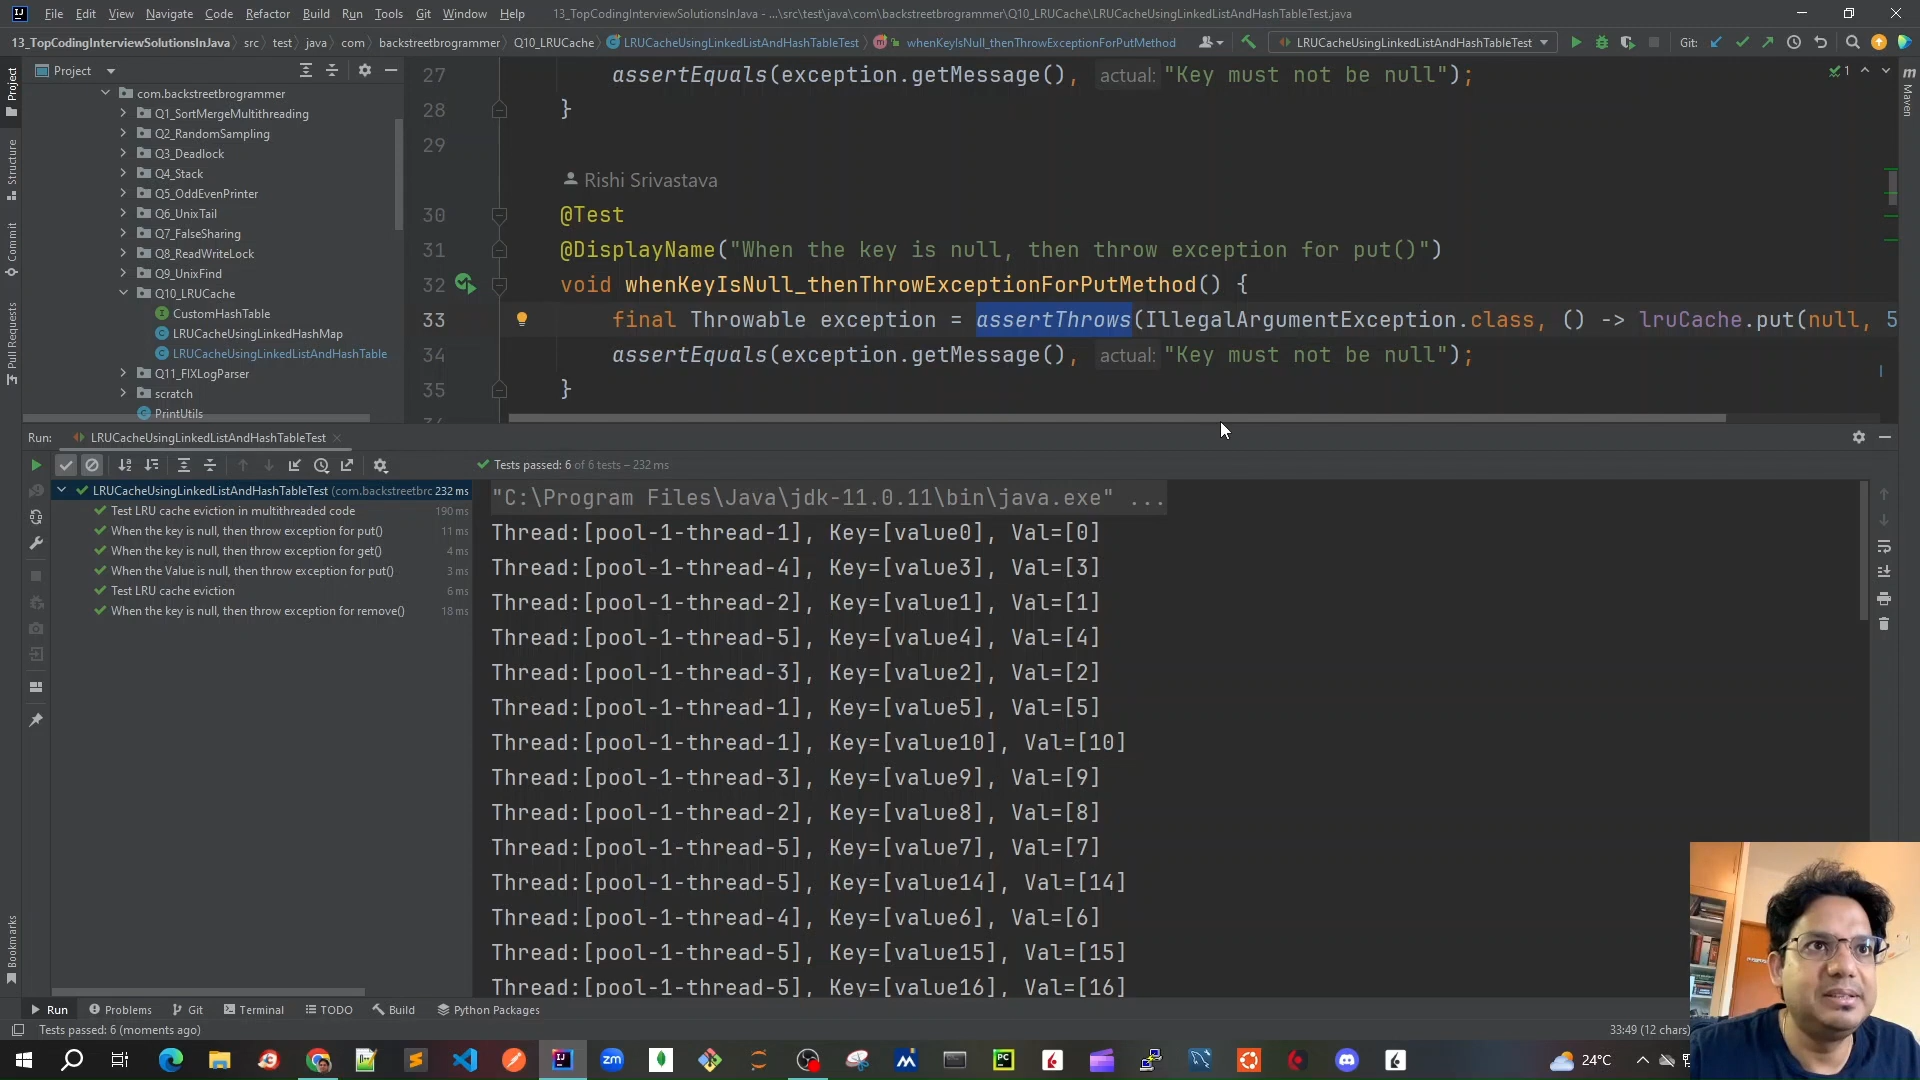 File Edit View Navigate Code Refactor Build Run Tools Git Window Help 13_TopCodingInterviewSolutionsInJava - ...\src\test\java\com\backstreetbrogrammer\Q10_LRUCache\LRUCacheUsingLinkedListAndHashTableTest.java
13_TopCodingInterviewSolutionsInJava src test java com backstreetbrogrammer Q10_LRUCache LRUCacheUsingLinkedListAndHashTableTest whenKeyIsNull_thenThrowExceptionForPutMethod LRUCacheUsingLinkedListAndHashTableTest Git:
Project
Project
Structure
Commit
Pull Requests
Bookmarks
Maven
com.backstreetbrogrammer
Q1_SortMergeMultithreading
Q2_RandomSampling
Q3_Deadlock
Q4_Stack
Q5_OddEvenPrinter
Q6_UnixTail
Q7_FalseSharing
Q8_ReadWriteLock
Q9_UnixFind
Q10_LRUCache
CustomHashTable
LRUCacheUsingLinkedHashMap
LRUCacheUsingLinkedListAndHashTable
Q11_FIXLogParser
scratch
PrintUtils
27 assertEquals(exception.getMessage(), actual: "Key must not be null");
1
28 }
29
Rishi Srivastava
30 @Test
31 @DisplayName("When the key is null, then throw exception for put()")
32 void whenKeyIsNull_thenThrowExceptionForPutMethod() {
33 final Throwable exception = assertThrows(IllegalArgumentException.class, () -> lruCache.put(null, 5
34 assertEquals(exception.getMessage(), actual: "Key must not be null");
35 }
Run: LRUCacheUsingLinkedListAndHashTableTest
Tests passed: 6 of 6 tests – 232 ms
LRUCacheUsingLinkedListAndHashTableTest (com.backstreetbrc 232 ms
Test LRU cache eviction in multithreaded code 190 ms
When the key is null, then throw exception for put() 11 ms
When the key is null, then throw exception for get() 4 ms
When the Value is null, then throw exception for put() 3 ms
Test LRU cache eviction 6 ms
When the key is null, then throw exception for remove() 18 ms
"C:\Program Files\Java\jdk-11.0.11\bin\java.exe" ...
Thread:[pool-1-thread-1], Key=[value0], Val=[0]
Thread:[pool-1-thread-4], Key=[value3], Val=[3]
Thread:[pool-1-thread-2], Key=[value1], Val=[1]
Thread:[pool-1-thread-5], Key=[value4], Val=[4]
Thread:[pool-1-thread-3], Key=[value2], Val=[2]
Thread:[pool-1-thread-1], Key=[value5], Val=[5]
Thread:[pool-1-thread-1], Key=[value10], Val=[10]
Thread:[pool-1-thread-3], Key=[value9], Val=[9]
Thread:[pool-1-thread-2], Key=[value8], Val=[8]
Thread:[pool-1-thread-5], Key=[value7], Val=[7]
Thread:[pool-1-thread-5], Key=[value14], Val=[14]
Thread:[pool-1-thread-4], Key=[value6], Val=[6]
Thread:[pool-1-thread-5], Key=[value15], Val=[15]
Thread:[pool-1-thread-5], Key=[value16], Val=[16]
Run Problems Git Terminal TODO Build Python Packages
Tests passed: 6 (moments ago) 33:49 (12 chars)
24°C